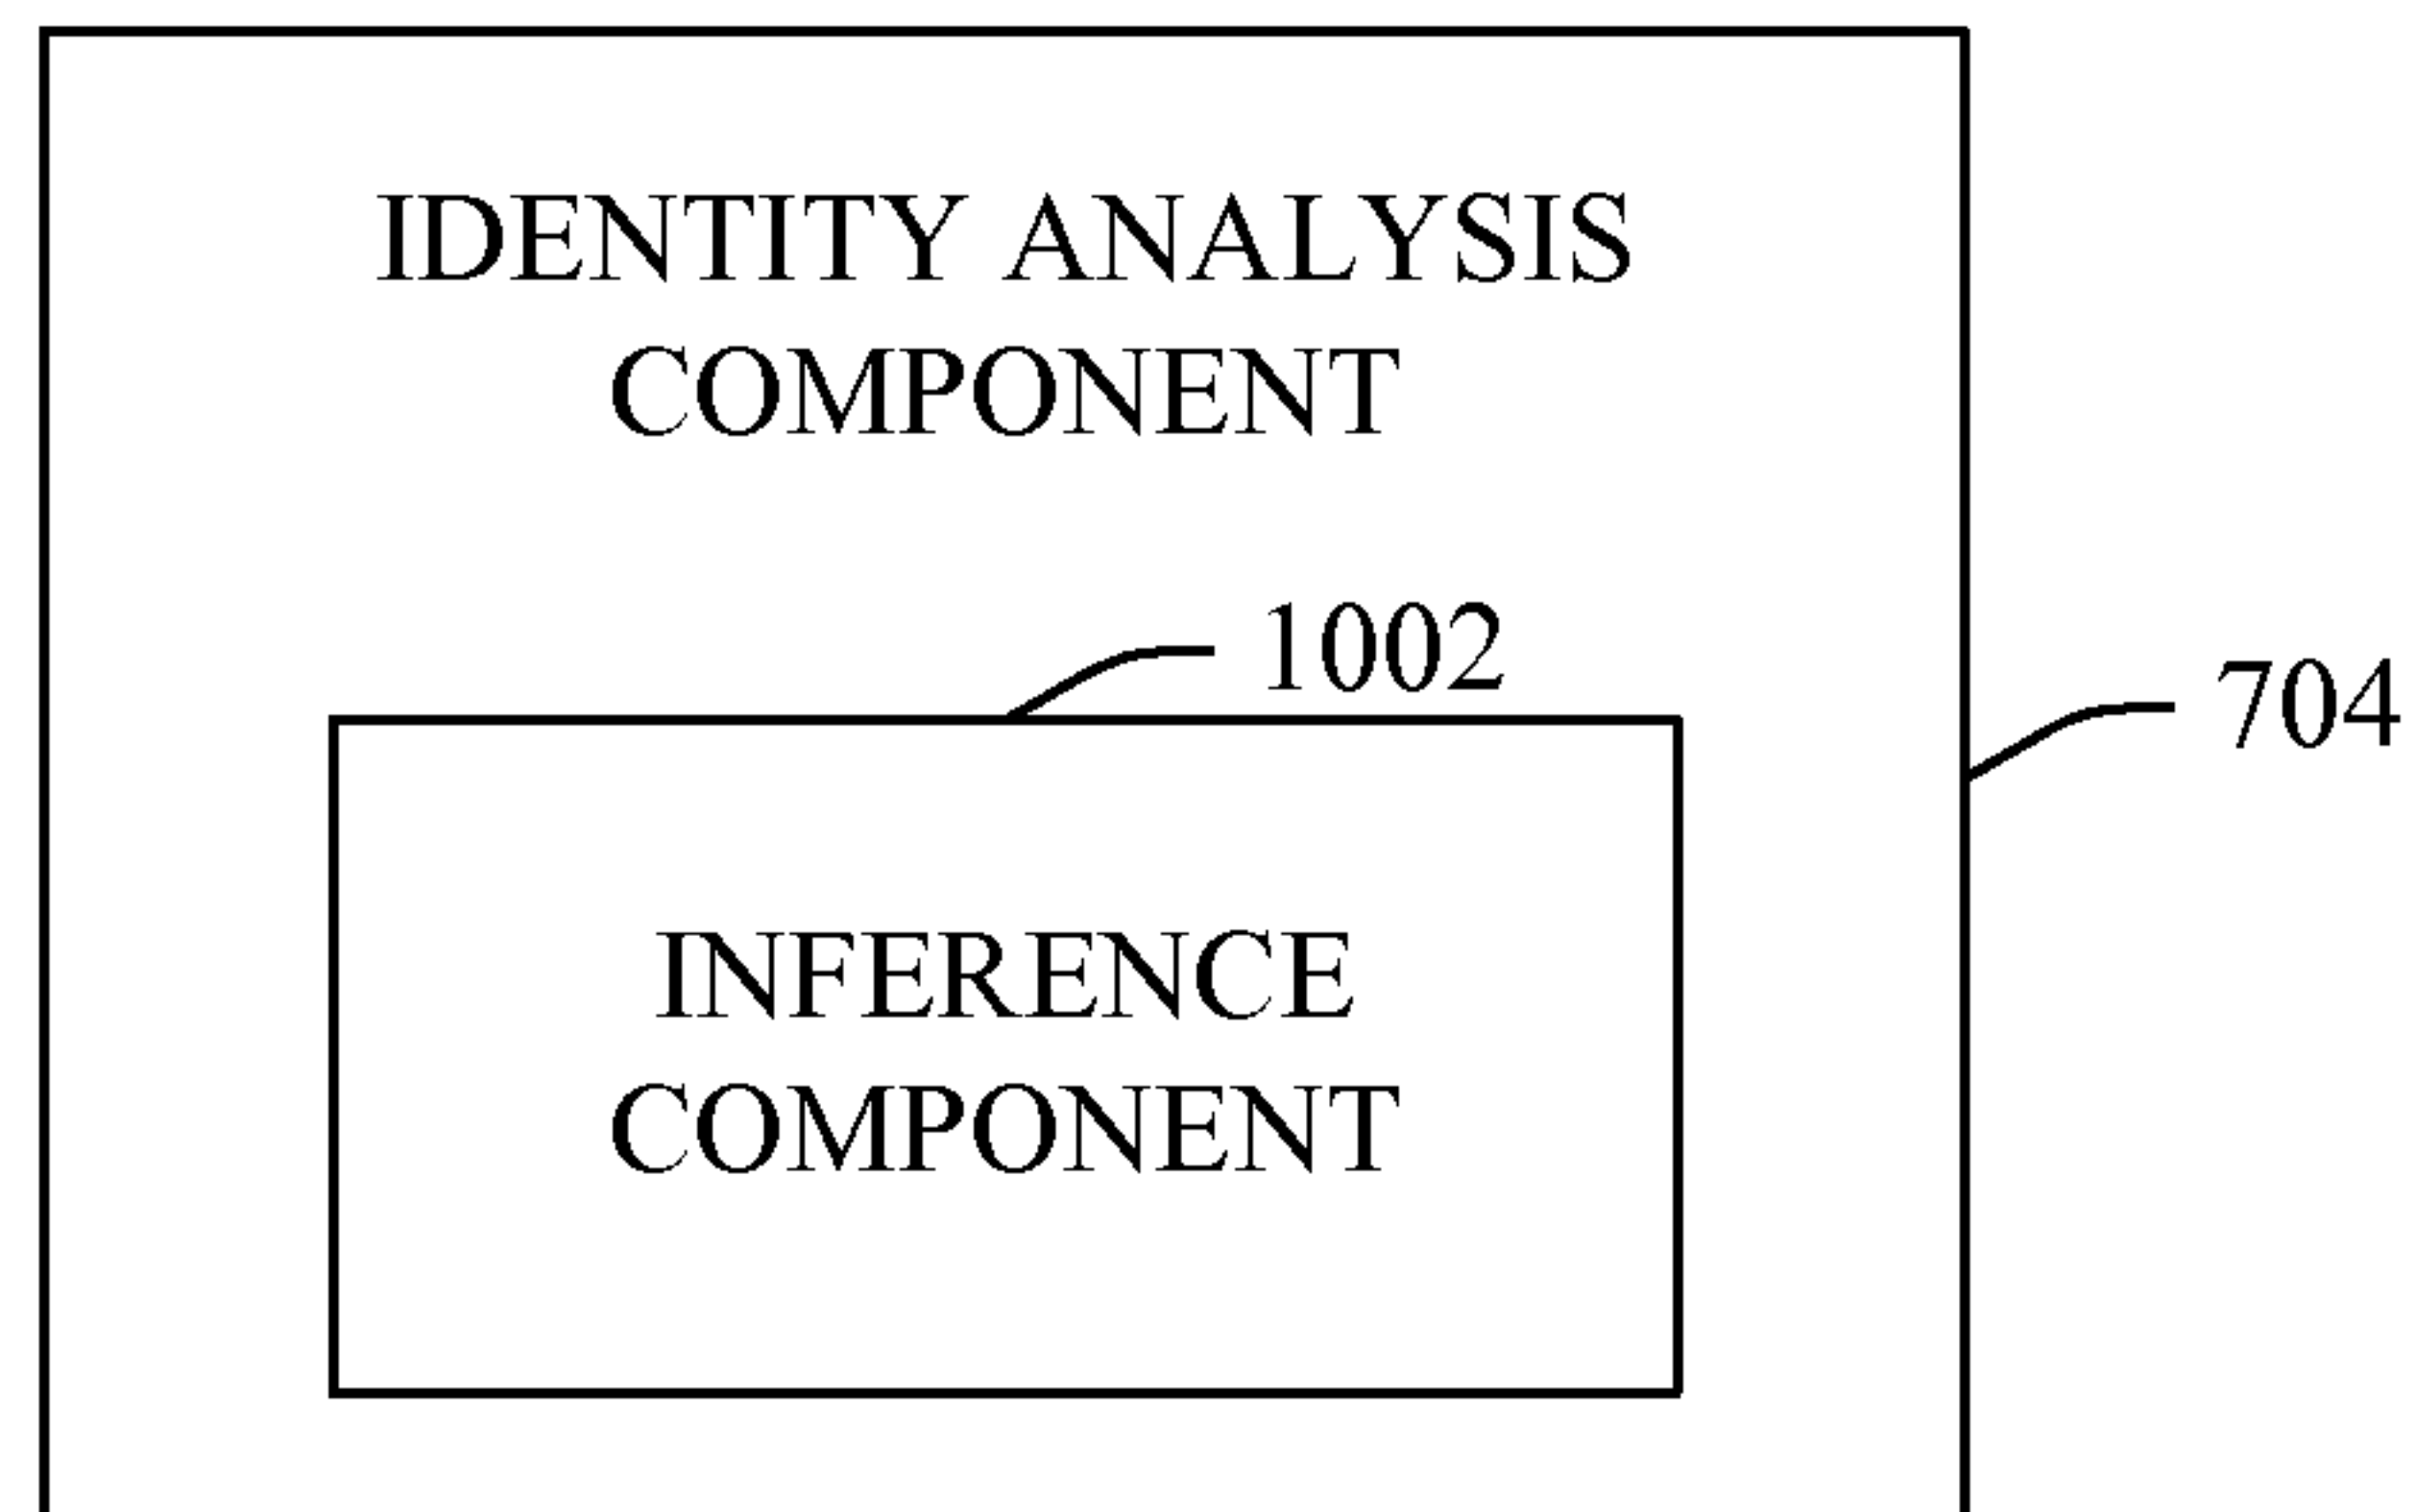 IDENTITY ANALYSIS
COMPONENT
1002
704
INFERENCE
COMPONENT